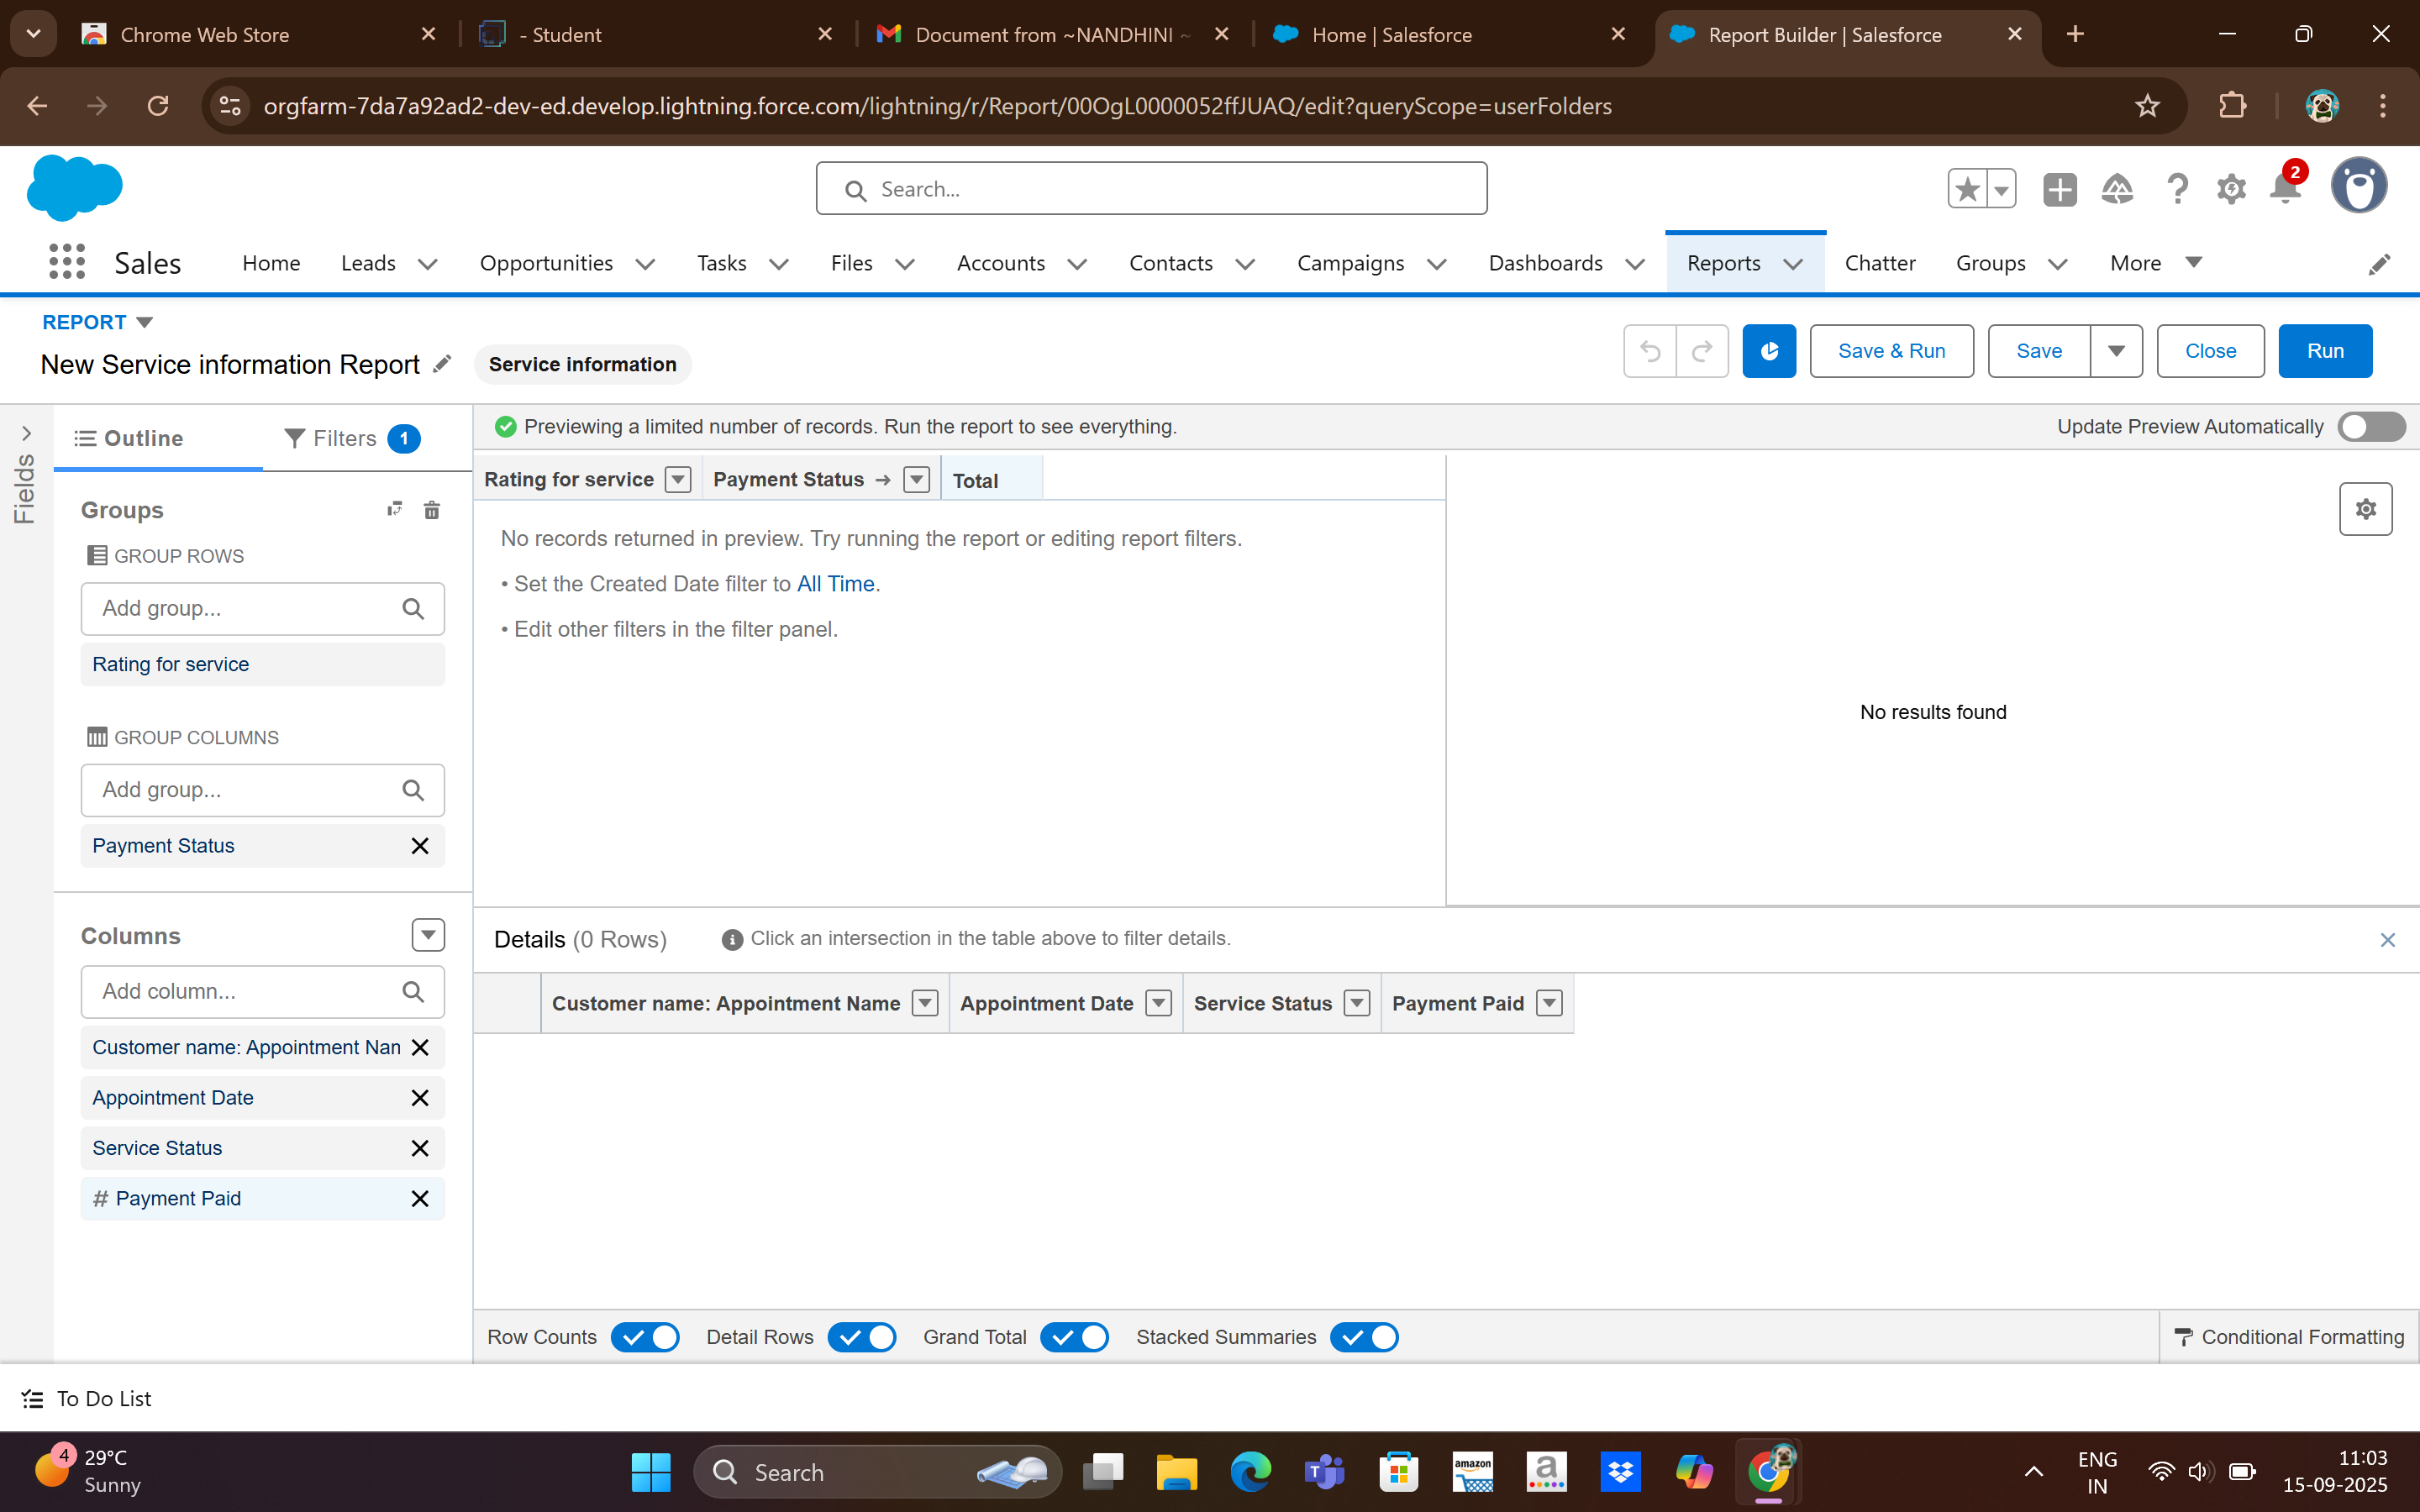 Chrome Web Store
- Student
Document from ~NANDHINI ~
Home | Salesforce
Report Builder | Salesforce
orgfarm-7da7a92ad2-dev-ed.develop.lightning.force.com/lightning/r/Report/00OgL0000052ffJUAQ/edit?queryScope=userFolders
Search...
2
Sales
Home
Leads
Opportunities
Tasks
Files
Accounts
Contacts
Campaigns
Dashboards
Reports
Chatter
Groups
More
REPORT
New Service information Report
Service information
Save & Run
Save
Close
Run
Fields
Outline
Filters 1
Previewing a limited number of records. Run the report to see everything.
Update Preview Automatically
Groups
GROUP ROWS
Add group...
Rating for service
GROUP COLUMNS
Add group...
Payment Status
Columns
Add column...
Customer name: Appointment Nan
Appointment Date
Service Status
# Payment Paid
Rating for service
Payment Status →
Total
No records returned in preview. Try running the report or editing report filters.
• Set the Created Date filter to All Time.
• Edit other filters in the filter panel.
No results found
Details (0 Rows)
Click an intersection in the table above to filter details.
Customer name: Appointment Name
Appointment Date
Service Status
Payment Paid
Row Counts
Detail Rows
Grand Total
Stacked Summaries
Conditional Formatting
To Do List
4
29°C
Sunny
Search
amazon
a
ENG
IN
11:03
15-09-2025